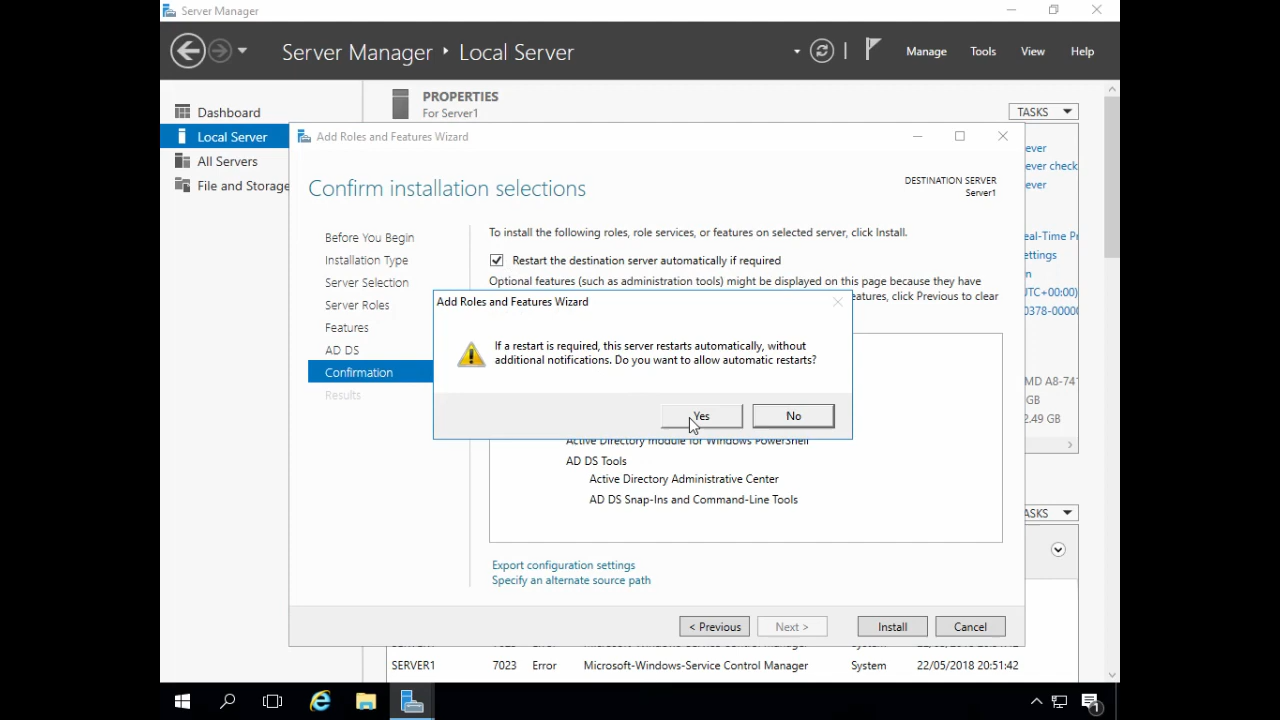 Server Manager
Server Manager
Local Server
Manage
Tools
View
Help
Dashboard
Local Server
All Servers
File and Storage
PROPERTIES
For Server1
TASKS
Add Roles and Features Wizard
Confirm installation selections
DESTINATION SERVER
Server1
Before You Begin
Installation Type
Server Selection
Server Roles
Features
AD DS
Confirmation
Results
To install the following roles, role services, or features on selected server, click Install.
Restart the destination server automatically if required
Optional features (such as administration tools) might be displayed on this page because they have
eatures, click Previous to clear
Add Roles and Features Wizard
If a restart is required, this server restarts automatically, without
additional notifications. Do you want to allow automatic restarts?
Yes
No
Active Directory module for Windows PowerShell
AD DS Tools
Active Directory Administrative Center
AD DS Snap-Ins and Command-Line Tools
Export configuration settings
Specify an alternate source path
< Previous
Next >
Install
Cancel
ever
ever check
ever
eal-Time Pr
ettings
n
UTC+00:00)
0378-00000
MD A8-741
GB
2.49 GB
ASKS
SERVER1
7023
Error
Microsoft-Windows-Service Control Manager
System
22/05/2018 20:51:42
1